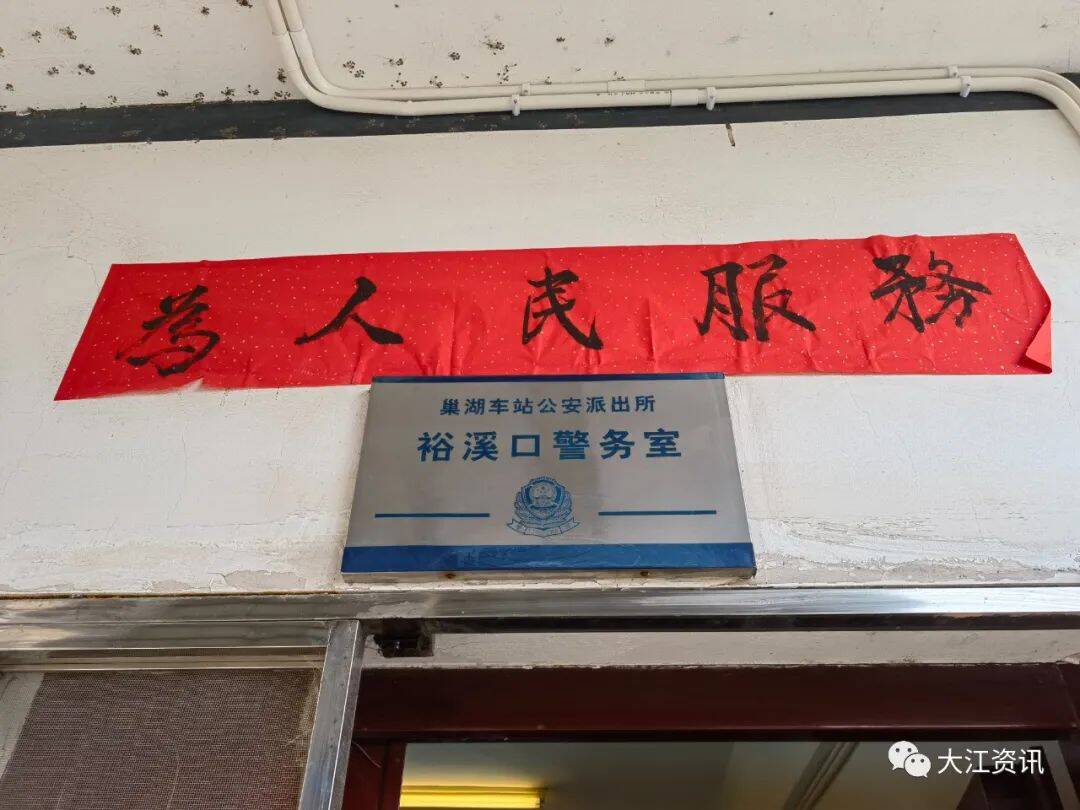 為人民服務
巢湖车站公安派出所
裕溪口警务室
大江资讯